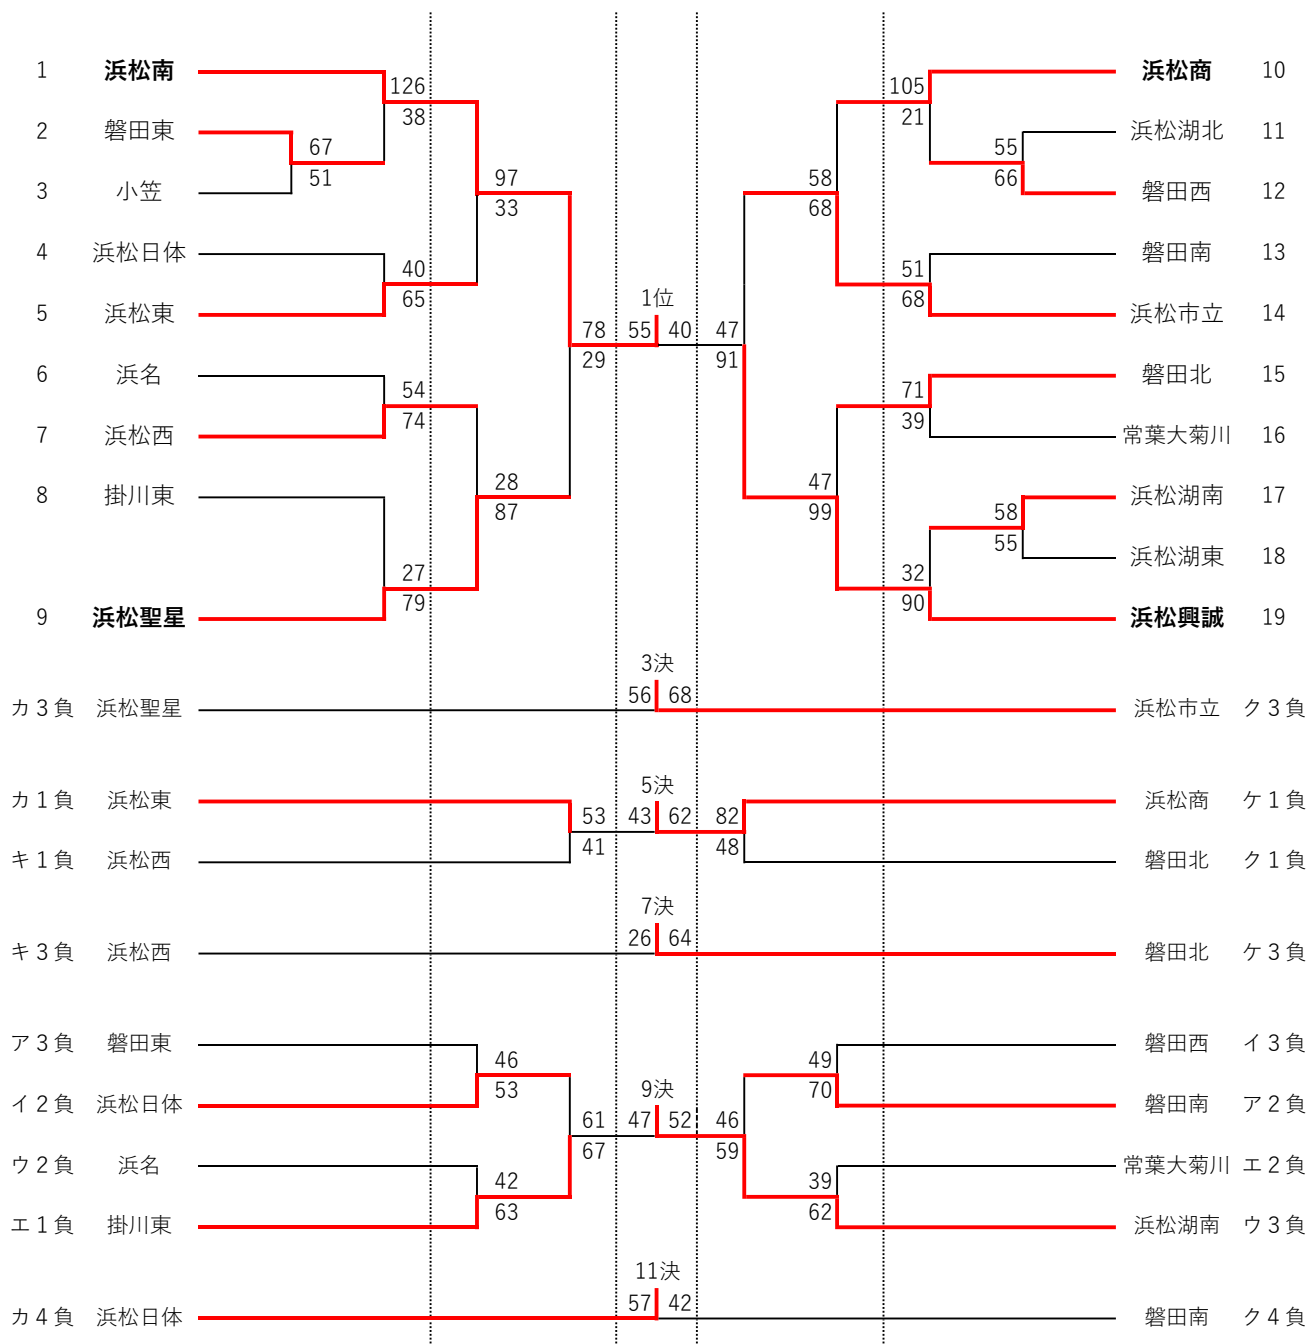 1 浜松南 126 105 浜松商 10
38 21
2 磐田東 67 55 浜松湖北 11
51 66
3 小笠 97 58 磐田西 12
33 68
4 浜松日体 40 51 磐田南 13
65 68
5 浜松東 1位 浜松市立 14
78 55 40 47
29 91
6 浜名 54 71 磐田北 15
74 39
7 浜松西 常葉大菊川 16
8 掛川東 28 47 58 浜松湖南 17
87 99 55
浜松湖東 18
27 32
79 90
9 浜松聖星 浜松興誠 19
3決
カ3負 浜松聖星 56 68 浜松市立 ク3負
5決
カ1負 浜松東 53 43 62 82 浜松商 ケ1負
41 48
キ1負 浜松西 磐田北 ク1負
7決
キ3負 浜松西 26 64 磐田北 ケ3負
ア3負 磐田東 46 49 磐田西 イ3負
53 70
イ2負 浜松日体 9決 磐田南 ア2負
61 47 52 46
67 59
ウ2負 浜名 42 39 常葉大菊川 エ2負
63 62
エ1負 掛川東 浜松湖南 ウ3負
11決
カ4負 浜松日体 57 42 磐田南 ク4負